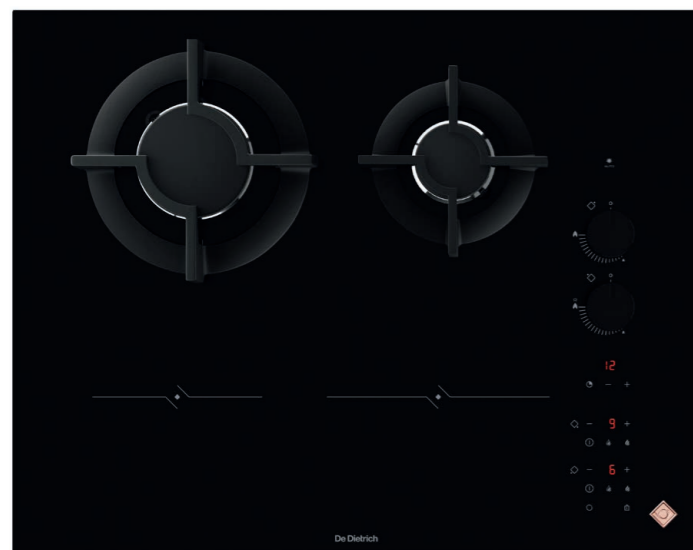 12
- +
- 9 +
- 6 +
De Dietrich